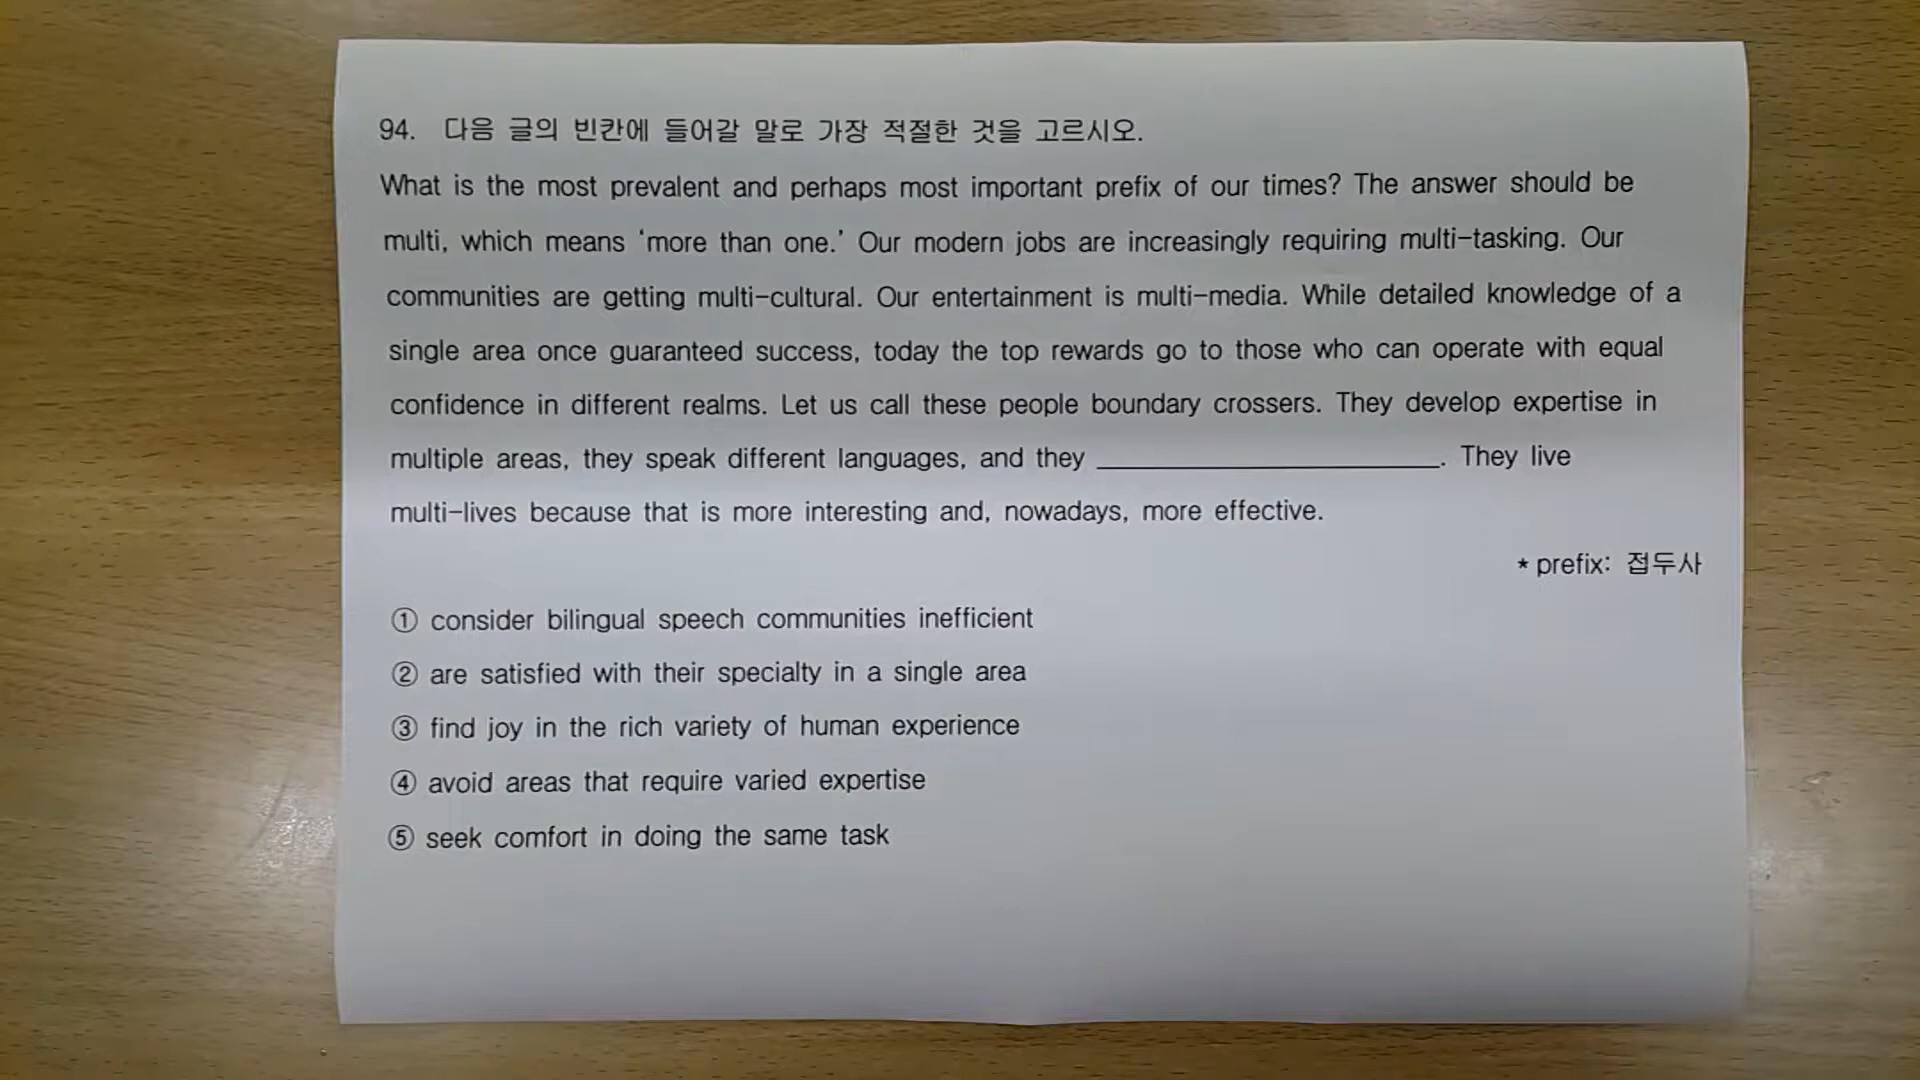 94. 다음 글의 빈칸에 들어갈 말로 가장 적절한 것을 고르시오.
What is the most prevalent and perhaps most important prefix of our times? The answer should be
multi, which means ‘more than one.’ Our modern jobs are increasingly requiring multi-tasking. Our
communities are getting multi-cultural. Our entertainment is multi-media. While detailed knowledge of a
single area once guaranteed success, today the top rewards go to those who can operate with equal
confidence in different realms. Let us call these people boundary crossers. They develop expertise in
multiple areas, they speak different languages, and they ____________________. They live
multi-lives because that is more interesting and, nowadays, more effective.
* prefix: 접두사
① consider bilingual speech communities inefficient
② are satisfied with their specialty in a single area
③ find joy in the rich variety of human experience
④ avoid areas that require varied expertise
⑤ seek comfort in doing the same task